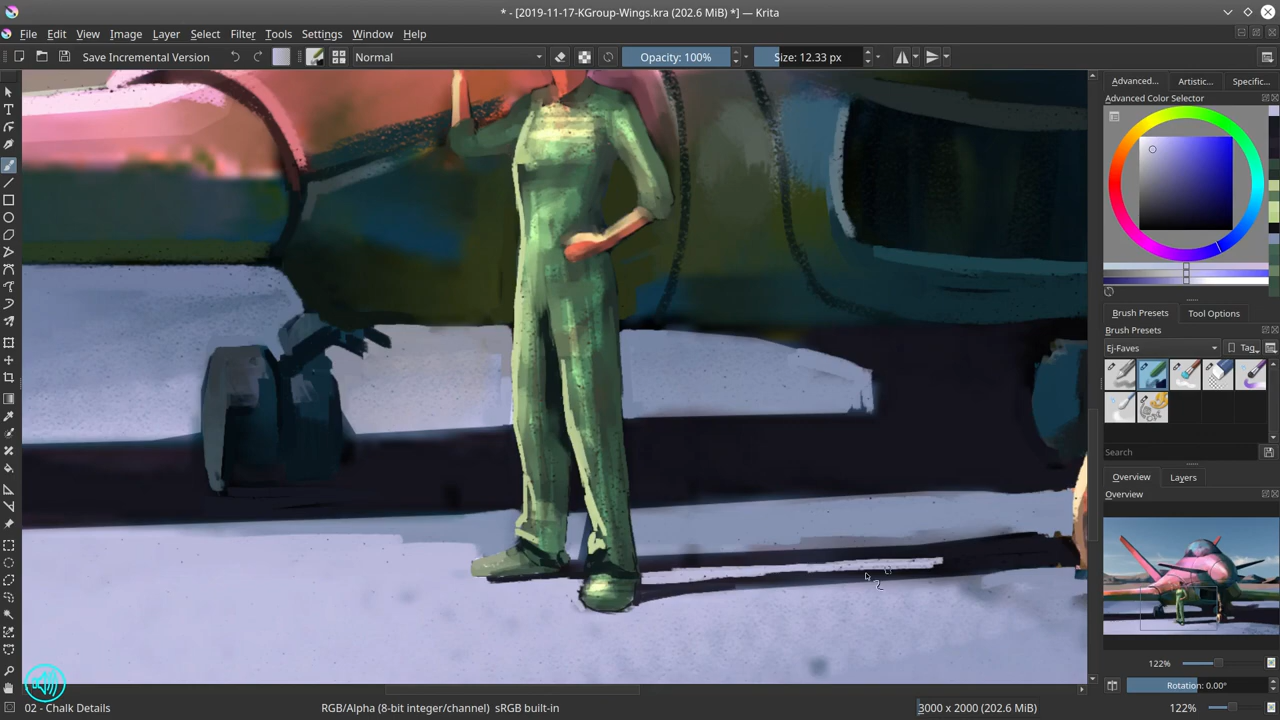 * - [2019-11-17-KGroup-Wings.kra (202.6 MiB) *] — Krita
File Edit View Image Layer Select Filter Tools Settings Window Help
Save Incremental Version Normal Opacity: 100% Size: 12.33 px
Advanced... Artistic... Specific...
Advanced Color Selector
Brush Presets Tool Options
Brush Presets
Ej-Faves Tag
Search
Overview Layers
Overview
122%
Rotation: 0.00°
02 - Chalk Details RGB/Alpha (8-bit integer/channel) sRGB built-in 3000 x 2000 (202.6 MiB) 122%